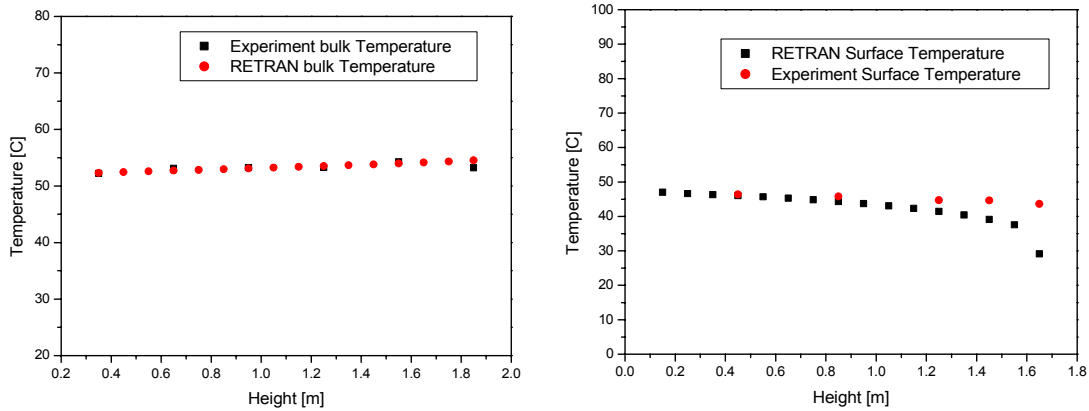 80
70
60
50
40
30
20
Temperature [C]
0.2 0.4 0.6 0.8 1.0 1.2 1.4 1.6 1.8 2.0
Height [m]
Experiment bulk Temperature
RETRAN bulk Temperature
100
90
80
70
60
50
40
30
20
10
0
Temperature [C]
0.0 0.2 0.4 0.6 0.8 1.0 1.2 1.4 1.6 1.8
Height [m]
RETRAN Surface Temperature
Experiment Surface Temperature